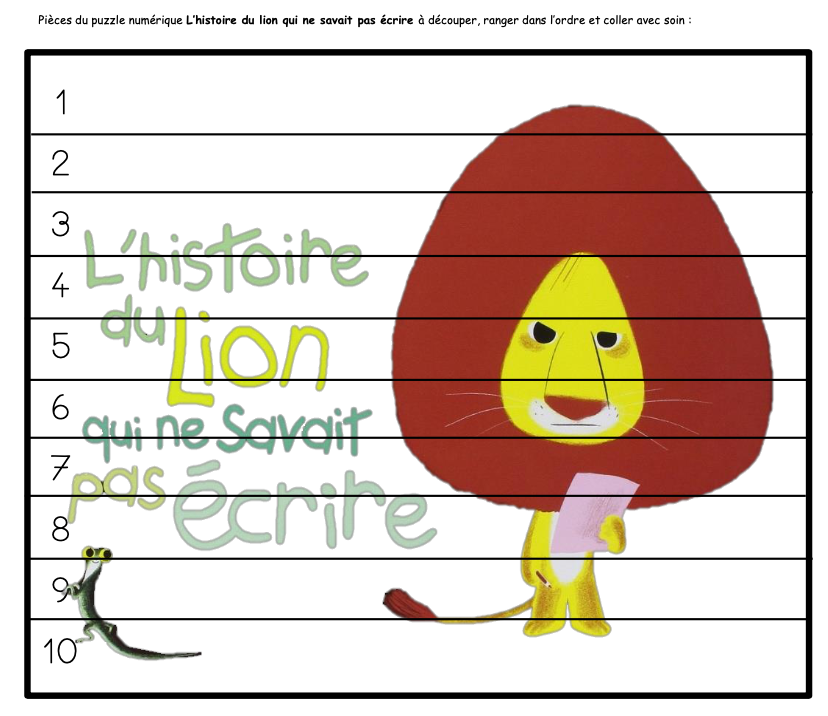 Pièces du puzzle numérique L'histoire du lion qui ne savait pas écrire à découper, ranger dans l'ordre et coller avec soin :
1
2
3
L'histoire
4
du Lion
5
6
qui ne savait
7
pas écrire
8
9
10